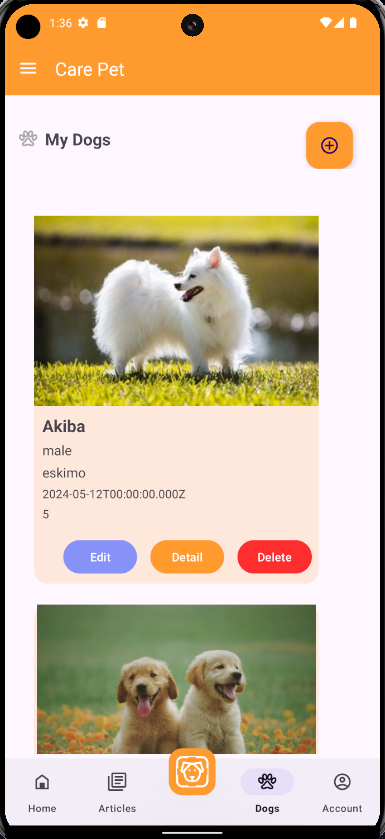 1:36
Care Pet
My Dogs
Akiba
male
eskimo
2024-05-12T00:00:00.000Z
5
Edit Detail Delete
Home Articles Dogs Account